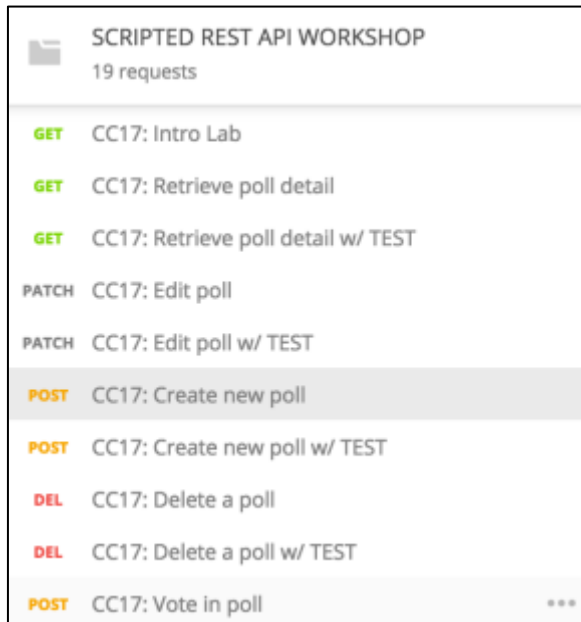 SCRIPTED REST API WORKSHOP
19 requests
GET CC17: Intro Lab
GET CC17: Retrieve poll detail
GET CC17: Retrieve poll detail w/ TEST
PATCH CC17: Edit poll
PATCH CC17: Edit poll w/ TEST
POST CC17: Create new poll
POST CC17: Create new poll w/ TEST
DEL CC17: Delete a poll
DEL CC17: Delete a poll w/ TEST
POST CC17: Vote in poll